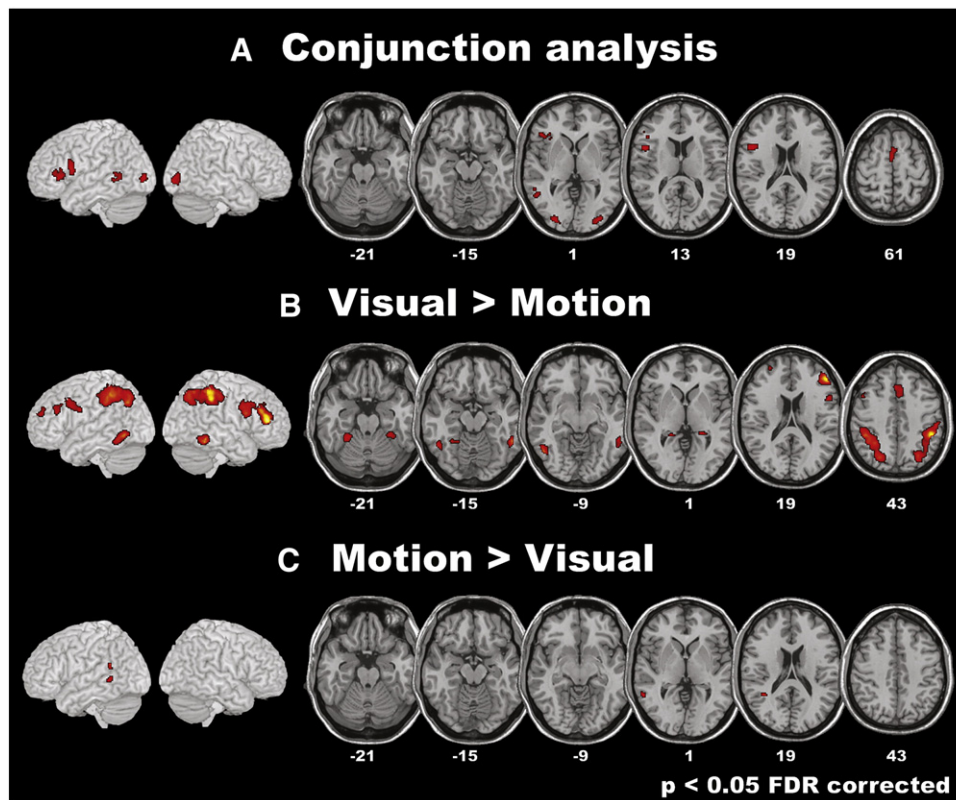 A Conjunction analysis
-21 -15 1 13 19 61
B Visual > Motion
-21 -15 -9 1 19 43
C Motion > Visual
-21 -15 -9 1 19 43
p < 0.05 FDR corrected